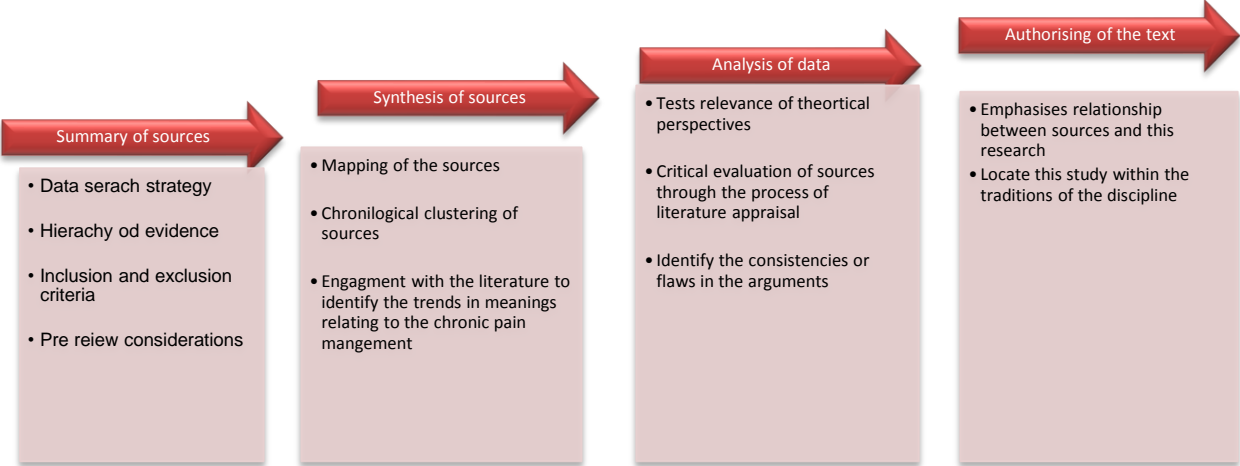 Summary of sources
• Data serach strategy
• Hierachy od evidence
• Inclusion and exclusion
criteria
• Pre reiew considerations
Synthesis of sources
• Mapping of the sources
• Chronilogical clustering of
sources
• Engagment with the literature to
identify the trends in meanings
relating to the chronic pain
mangement
Analysis of data
• Tests relevance of theortical
perspectives
• Critical evaluation of sources
through the process of
literature appraisal
• Identify the consistencies or
flaws in the arguments
Authorising of the text
• Emphasises relationship
between sources and this
research
• Locate this study within the
traditions of the discipline